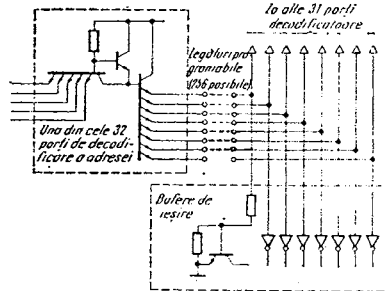 La alte 31 porți
decodificatoare
Legături pro-
gramabile
(256 posibile)
Una din cele 32
porți de decodi-
ficare a adresei
Bufere de
ieșire